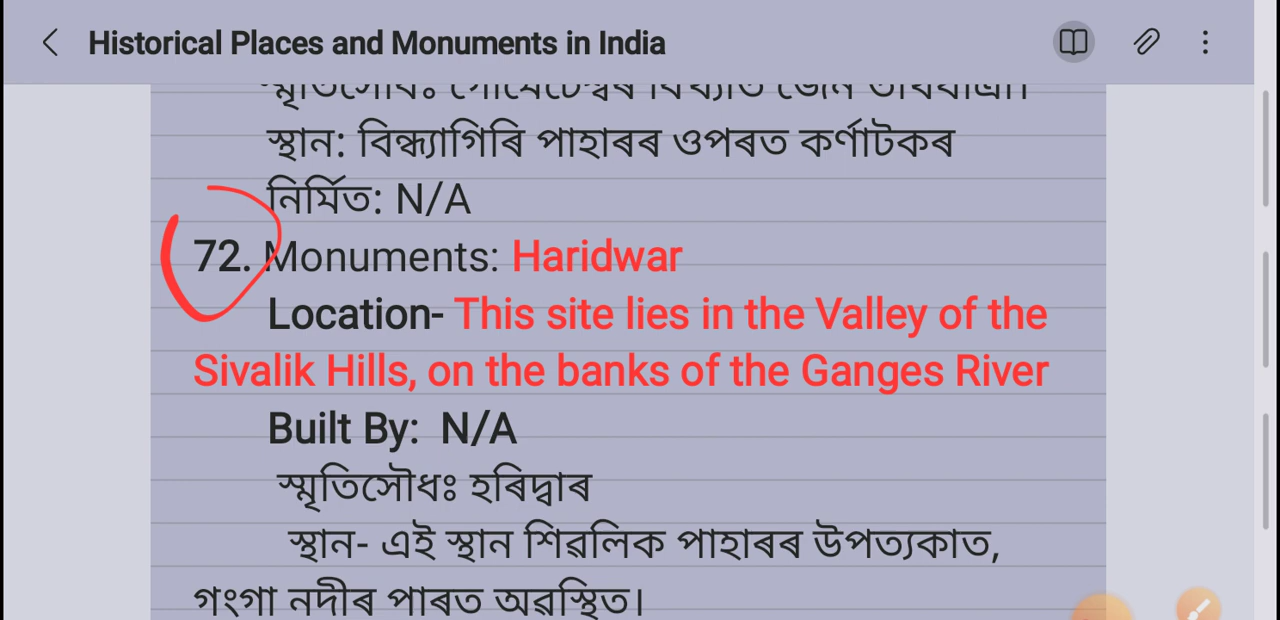 Historical Places and Monuments in India
স্থান: বিন্ধ্যাগিৰি পাহাৰৰ ওপৰত কৰ্ণাটকৰ
নিৰ্মিত: N/A
72. Monuments: Haridwar
Location- This site lies in the Valley of the
Sivalik Hills, on the banks of the Ganges River
Built By: N/A
স্মৃতিসৌধঃ হৰিদ্বাৰ
স্থান- এই স্থান শিৱলিক পাহাৰৰ উপত্যকাত,
গংগা নদীৰ পাৰত অৱস্থিত।